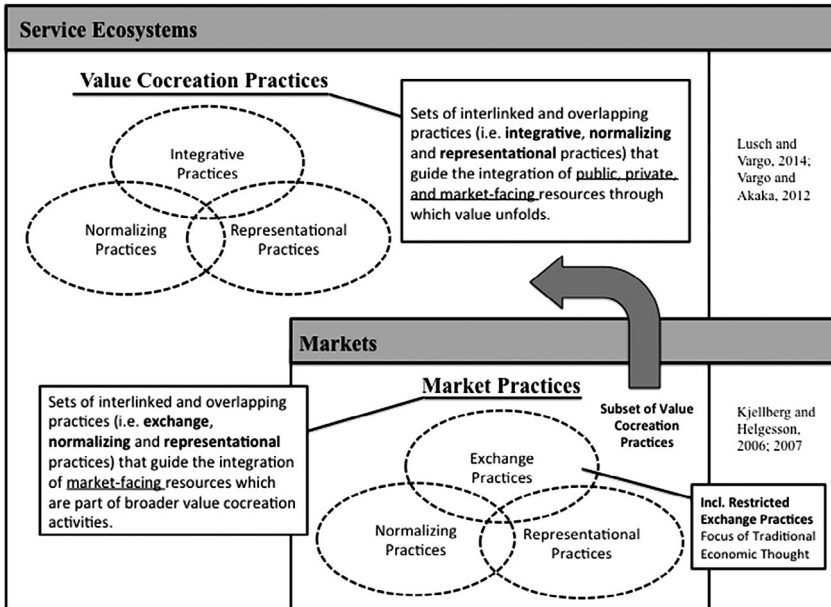 Service Ecosystems
Value Cocreation Practices
Integrative
Practices
Normalizing
Practices
Representational
Practices
Sets of interlinked and overlapping
practices (i.e. integrative, normalizing
and representational practices) that
guide the integration of public, private,
and market-facing resources through
which value unfolds.
Lusch and
Vargo, 2014;
Vargo and
Akaka, 2012
Markets
Market Practices
Sets of interlinked and overlapping
practices (i.e. exchange,
normalizing and representational
practices) that guide the integration
of market-facing resources which
are part of broader value cocreation
activities.
Subset of Value
Cocreation
Practices
Exchange
Practices
Normalizing
Practices
Representational
Practices
Kjellberg and
Helgesson,
2006; 2007
Incl. Restricted
Exchange Practices
Focus of Traditional
Economic Thought